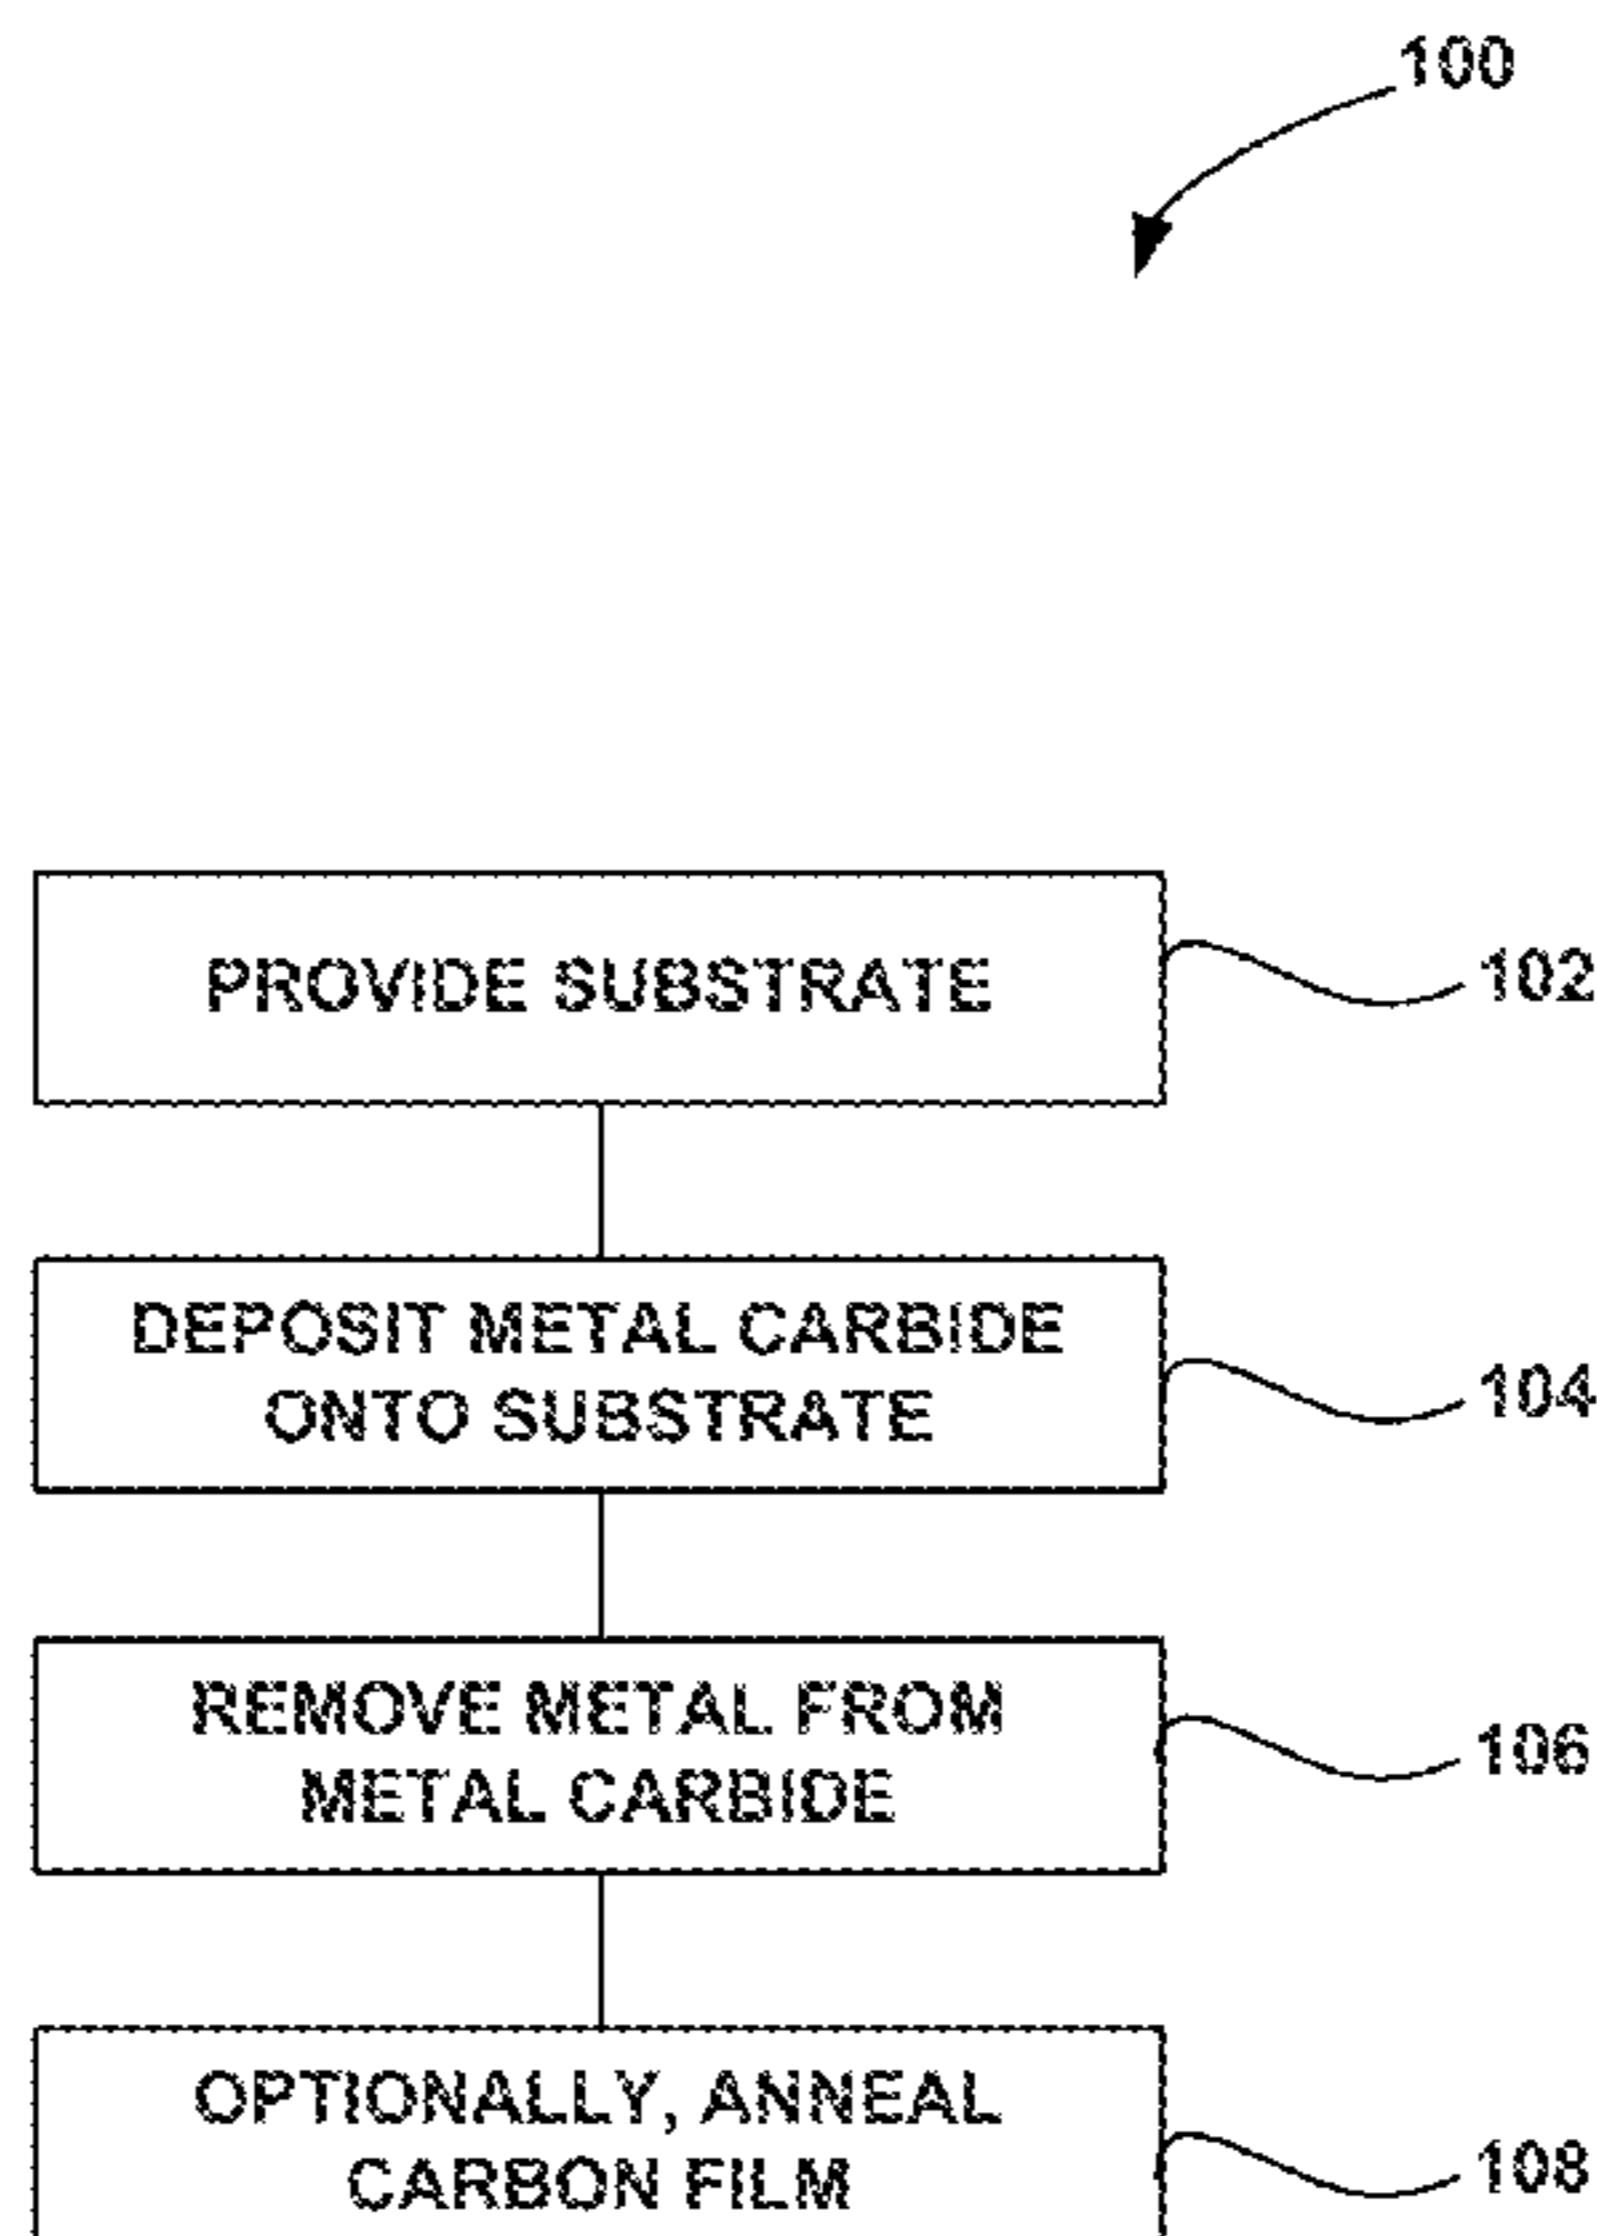 100
PROVIDE SUBSTRATE
102
DEPOSIT METAL CARBIDE
ONTO SUBSTRATE
104
REMOVE METAL FROM
METAL CARBIDE
106
OPTIONALLY, ANNEAL
CARBON FILM
108